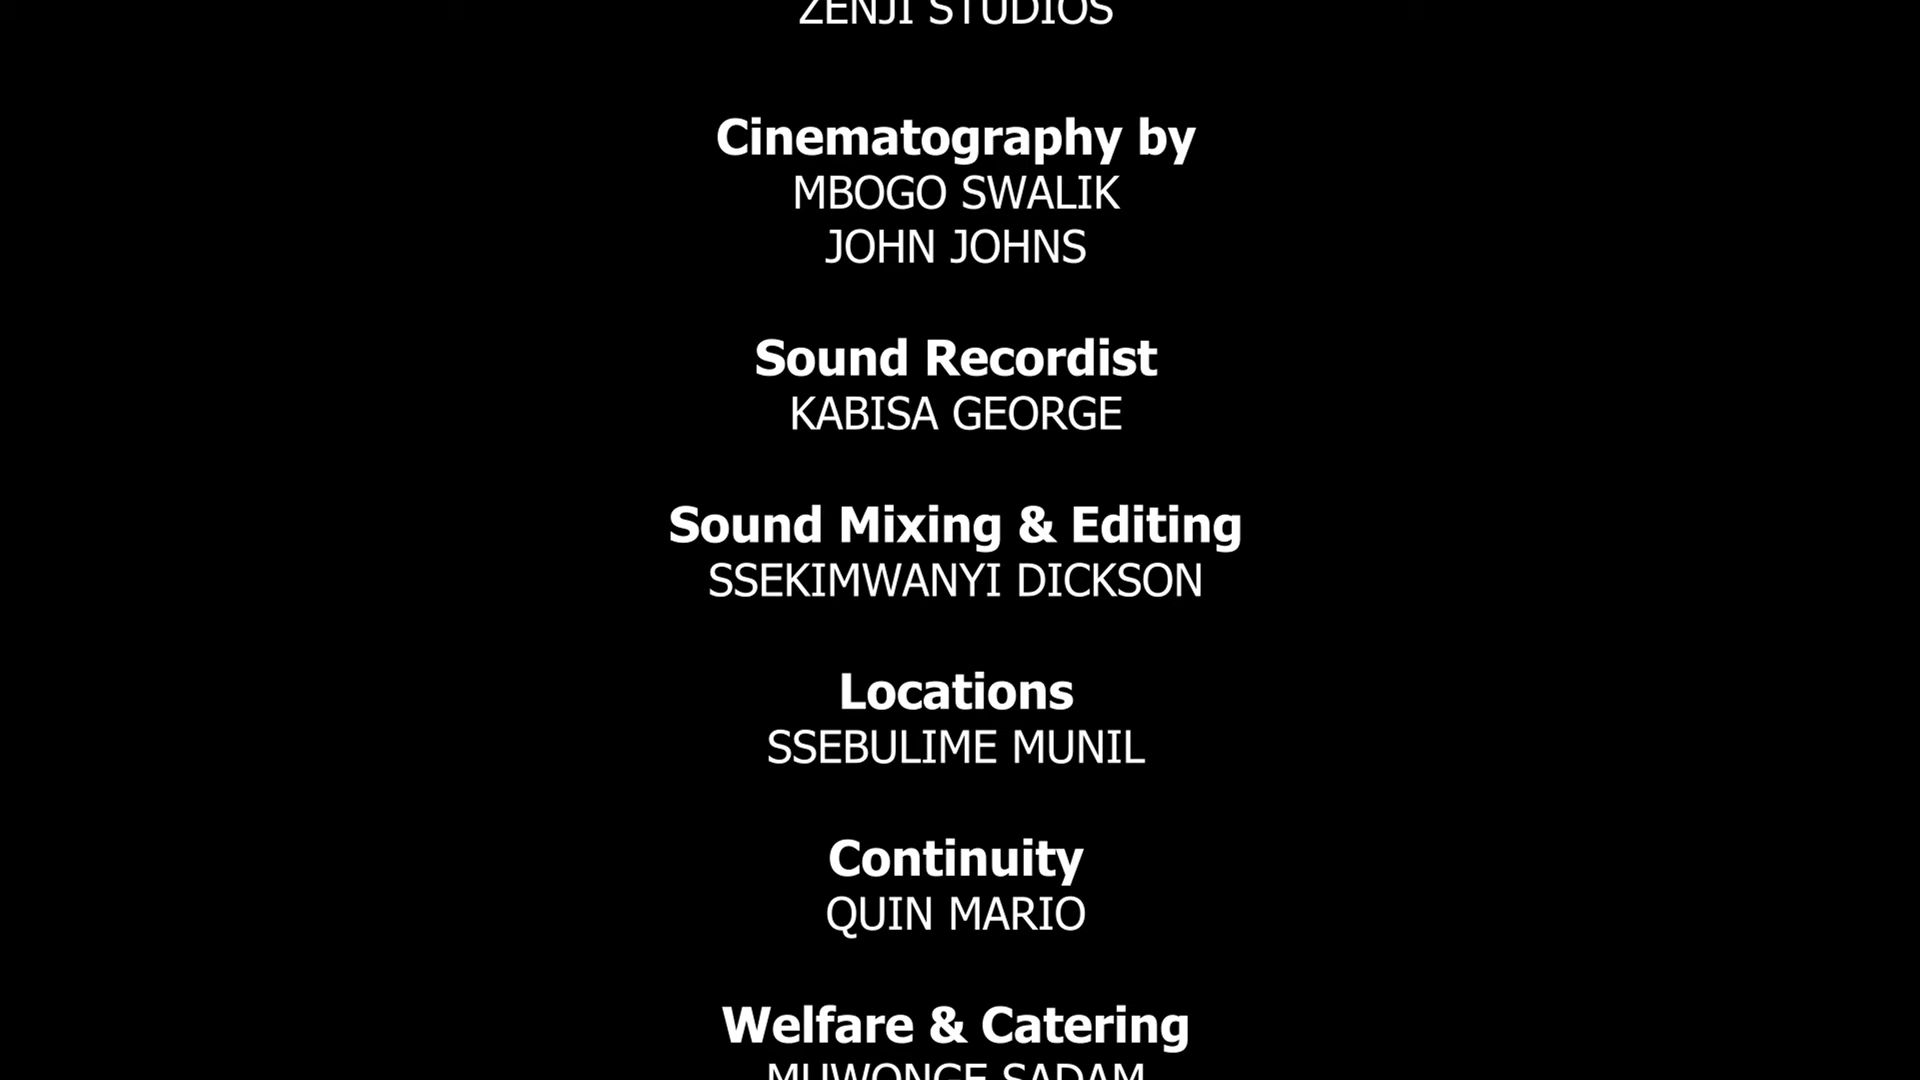 ZENJI STUDIOS
Cinematography by
MBOGO SWALIK
JOHN JOHNS
Sound Recordist
KABISA GEORGE
Sound Mixing & Editing
SSEKIMWANYI DICKSON
Locations
SSEBULIME MUNIL
Continuity
QUIN MARIO
Welfare & Catering
MUWONGE SADAM